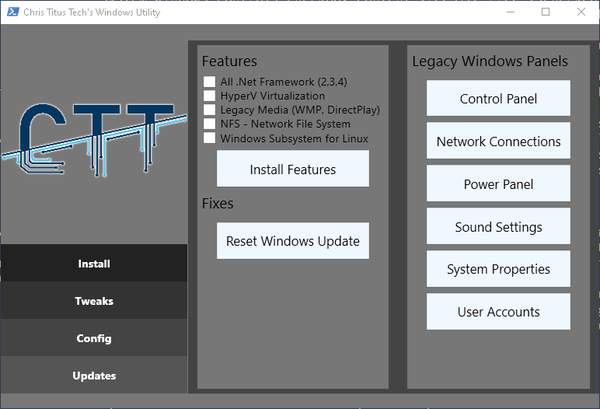 Chris Titus Tech's Windows Utility
CTT
Install
Tweaks
Config
Updates
Features
All .Net Framework (2,3,4)
HyperV Virtualization
Legacy Media (WMP, DirectPlay)
NFS - Network File System
Windows Subsystem for Linux
Install Features
Fixes
Reset Windows Update
Legacy Windows Panels
Control Panel
Network Connections
Power Panel
Sound Settings
System Properties
User Accounts